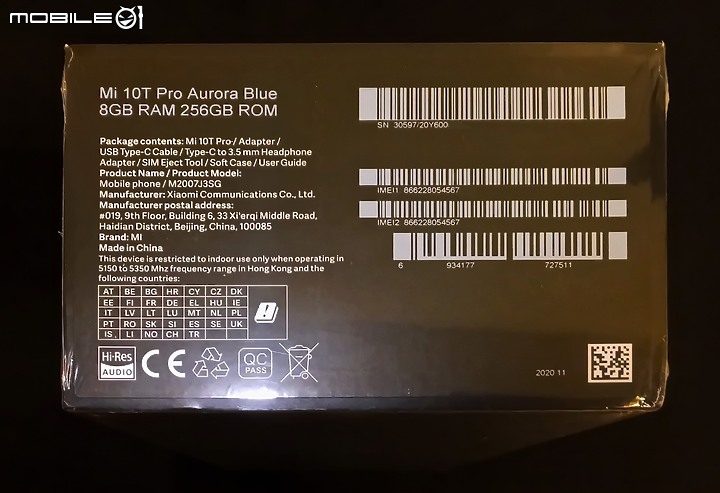 MOBILE01
Mi 10T Pro Aurora Blue
8GB RAM 256GB ROM
Package contents: Mi 10T Pro / Adapter /
USB Type-C Cable / Type-C to 3.5 mm Headphone
Adapter / SIM Eject Tool / Soft Case / User Guide
Product Name / Product Model:
Mobile phone / M2007J3SG
Manufacturer: Xiaomi Communications Co., Ltd.
Manufacturer postal address:
#019, 9th Floor, Building 6, 33 Xi'erqi Middle Road,
Haidian District, Beijing, China, 100085
Brand: MI
Made in China
This device is restricted to indoor use only when operating in
5150 to 5350 Mhz frequency range in Hong Kong and the
following countries:
AT BE BG HR CY CZ DK
EE FI FR DE EL HU IE
IT LV LT LU MT NL PL
PT RO SK SI ES SE UK
IS LI NO CH TR
Hi-Res
AUDIO
CE
QC
PASS
SN 30597/20Y600
IMEI1 866228054567
IMEI2 866228054567
6 934177 727511
2020 11